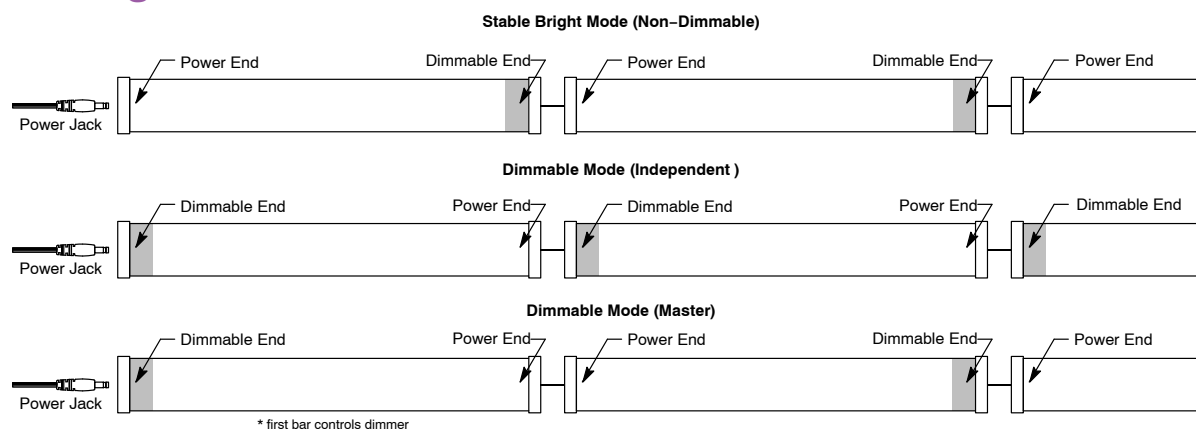 Stable Bright Mode (Non–Dimmable)
Power End Dimmable End Power End Dimmable End Power End
Power Jack
Dimmable Mode (Independent )
Dimmable End Power End Dimmable End Power End Dimmable End
Power Jack
Dimmable Mode (Master)
Dimmable End Power End Power End Dimmable End Power End
Power Jack
* first bar controls dimmer